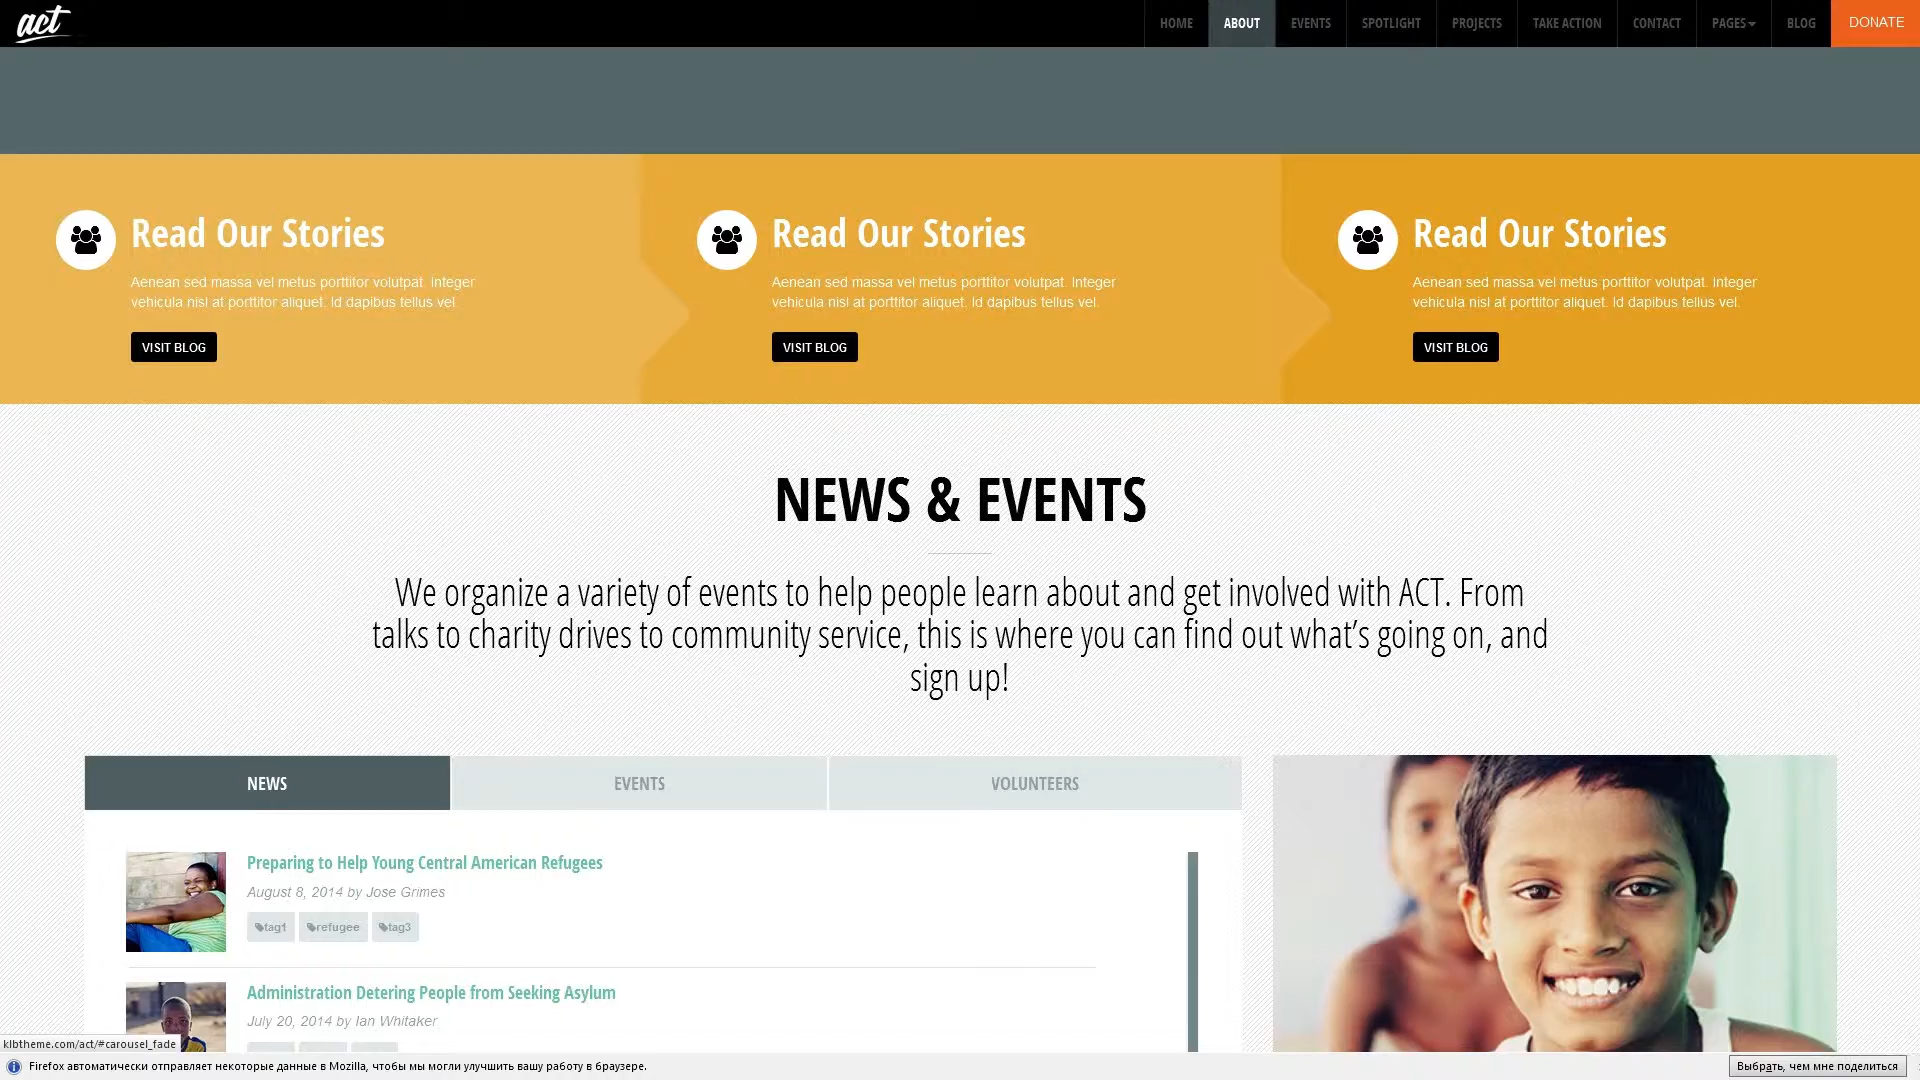 act
HOME
ABOUT
EVENTS
SPOTLIGHT
PROJECTS
TAKE ACTION
CONTACT
PAGES
BLOG
DONATE
Read Our Stories
Aenean sed massa vel metus porttitor volutpat. Integer
vehicula nisl at porttitor aliquet. Id dapibus tellus vel.
VISIT BLOG
Read Our Stories
Aenean sed massa vel metus porttitor volutpat. Integer
vehicula nisl at porttitor aliquet. Id dapibus tellus vel.
VISIT BLOG
Read Our Stories
Aenean sed massa vel metus porttitor volutpat. Integer
vehicula nisl at porttitor aliquet. Id dapibus tellus vel.
VISIT BLOG
NEWS & EVENTS
We organize a variety of events to help people learn about and get involved with ACT. From
talks to charity drives to community service, this is where you can find out what’s going on, and
sign up!
NEWS
EVENTS
VOLUNTEERS
Preparing to Help Young Central American Refugees
August 8, 2014 by Jose Grimes
tag1
refugee
tag3
Administration Detering People from Seeking Asylum
July 20, 2014 by Ian Whitaker
klbtheme.com/act/#carousel_fade
Firefox автоматически отправляет некоторые данные в Mozilla, чтобы мы могли улучшить вашу работу в браузере.
Выбрать, чем мне поделиться